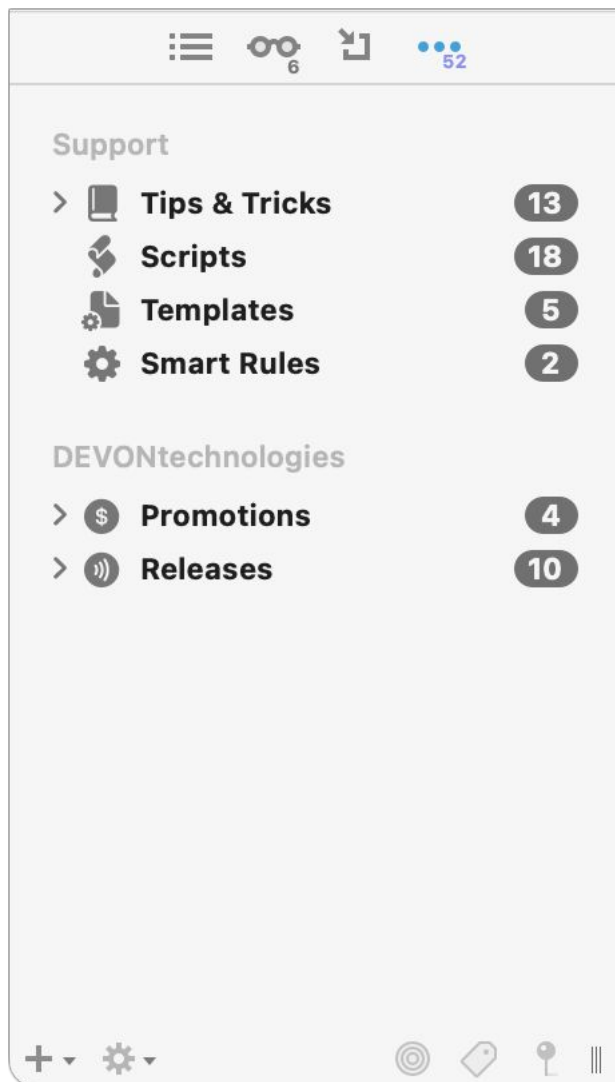 6
52
Support
Tips & Tricks 13
Scripts 18
Templates 5
Smart Rules 2
DEVONtechnologies
$ Promotions 4
Releases 10